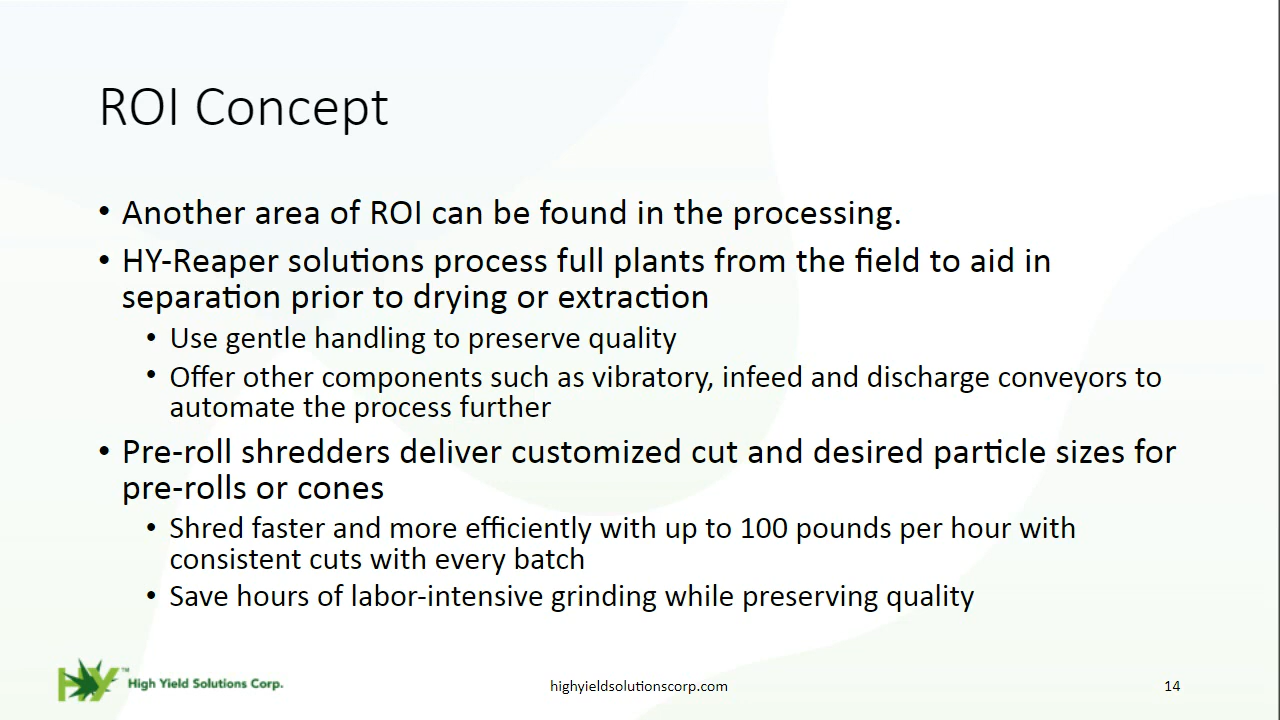 ROI Concept
• Another area of ROI can be found in the processing.
• HY-Reaper solutions process full plants from the field to aid in
separation prior to drying or extraction
• Use gentle handling to preserve quality
• Offer other components such as vibratory, infeed and discharge conveyors to
automate the process further
• Pre-roll shredders deliver customized cut and desired particle sizes for
pre-rolls or cones
• Shred faster and more efficiently with up to 100 pounds per hour with
consistent cuts with every batch
• Save hours of labor-intensive grinding while preserving quality
HY™ High Yield Solutions Corp.
highyieldsolutionscorp.com
14